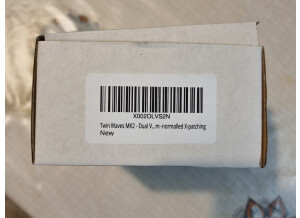 X002OLVS2N
Twin Waves MK2 - Dual V...m -normalled X-patching
New